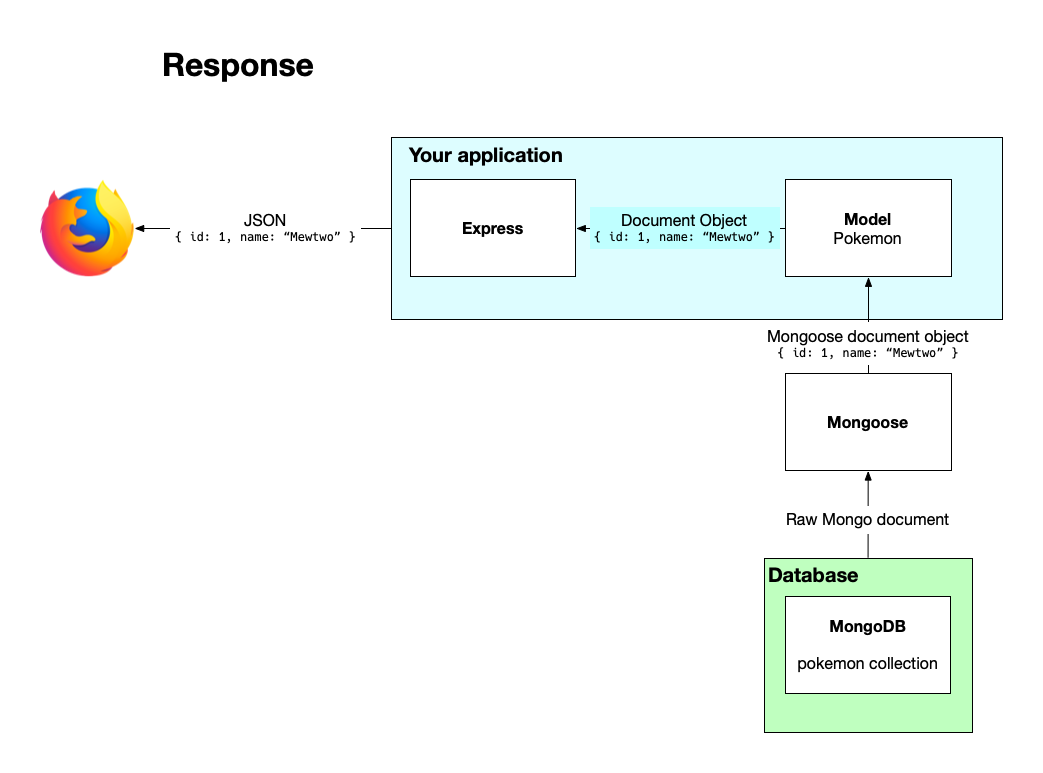 Response
Your application
JSON
{ id: 1, name: “Mewtwo” }
Express
Document Object
{ id: 1, name: “Mewtwo” }
Model
Pokemon
Mongoose document object
{ id: 1, name: “Mewtwo” }
Mongoose
Raw Mongo document
Database
MongoDB
pokemon collection